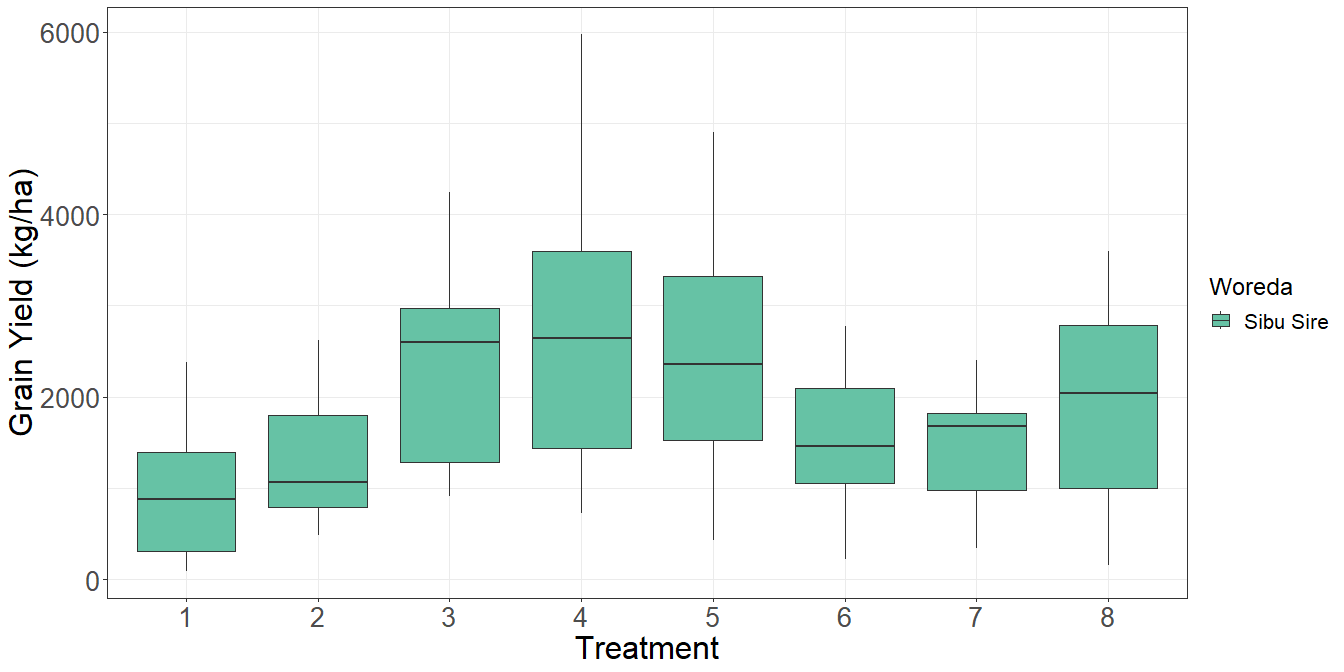 Grain Yield (kg/ha)
6000
4000
2000
0
1 2 3 4 5 6 7 8
Treatment
Woreda
Sibu Sire